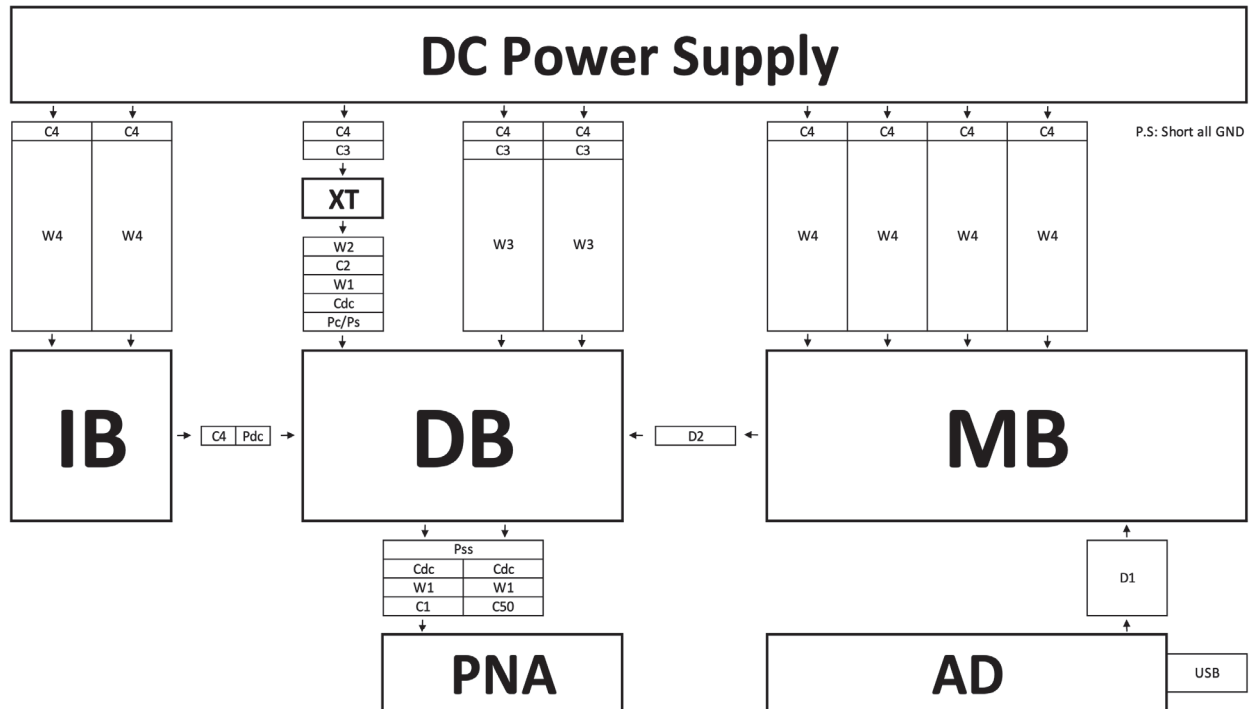 DC Power Supply
C4 C4 C4 C4 C4 C4 C4 C4 C4 P.S: Short all GND
C3 C3 C3
XT
W4 W4 W3 W3 W4 W4 W4 W4
W2
C2
W1
Cdc
Pc/Ps
IB C4 Pdc DB D2 MB
Pss
Cdc Cdc D1
W1 W1
C1 C50
PNA AD USB